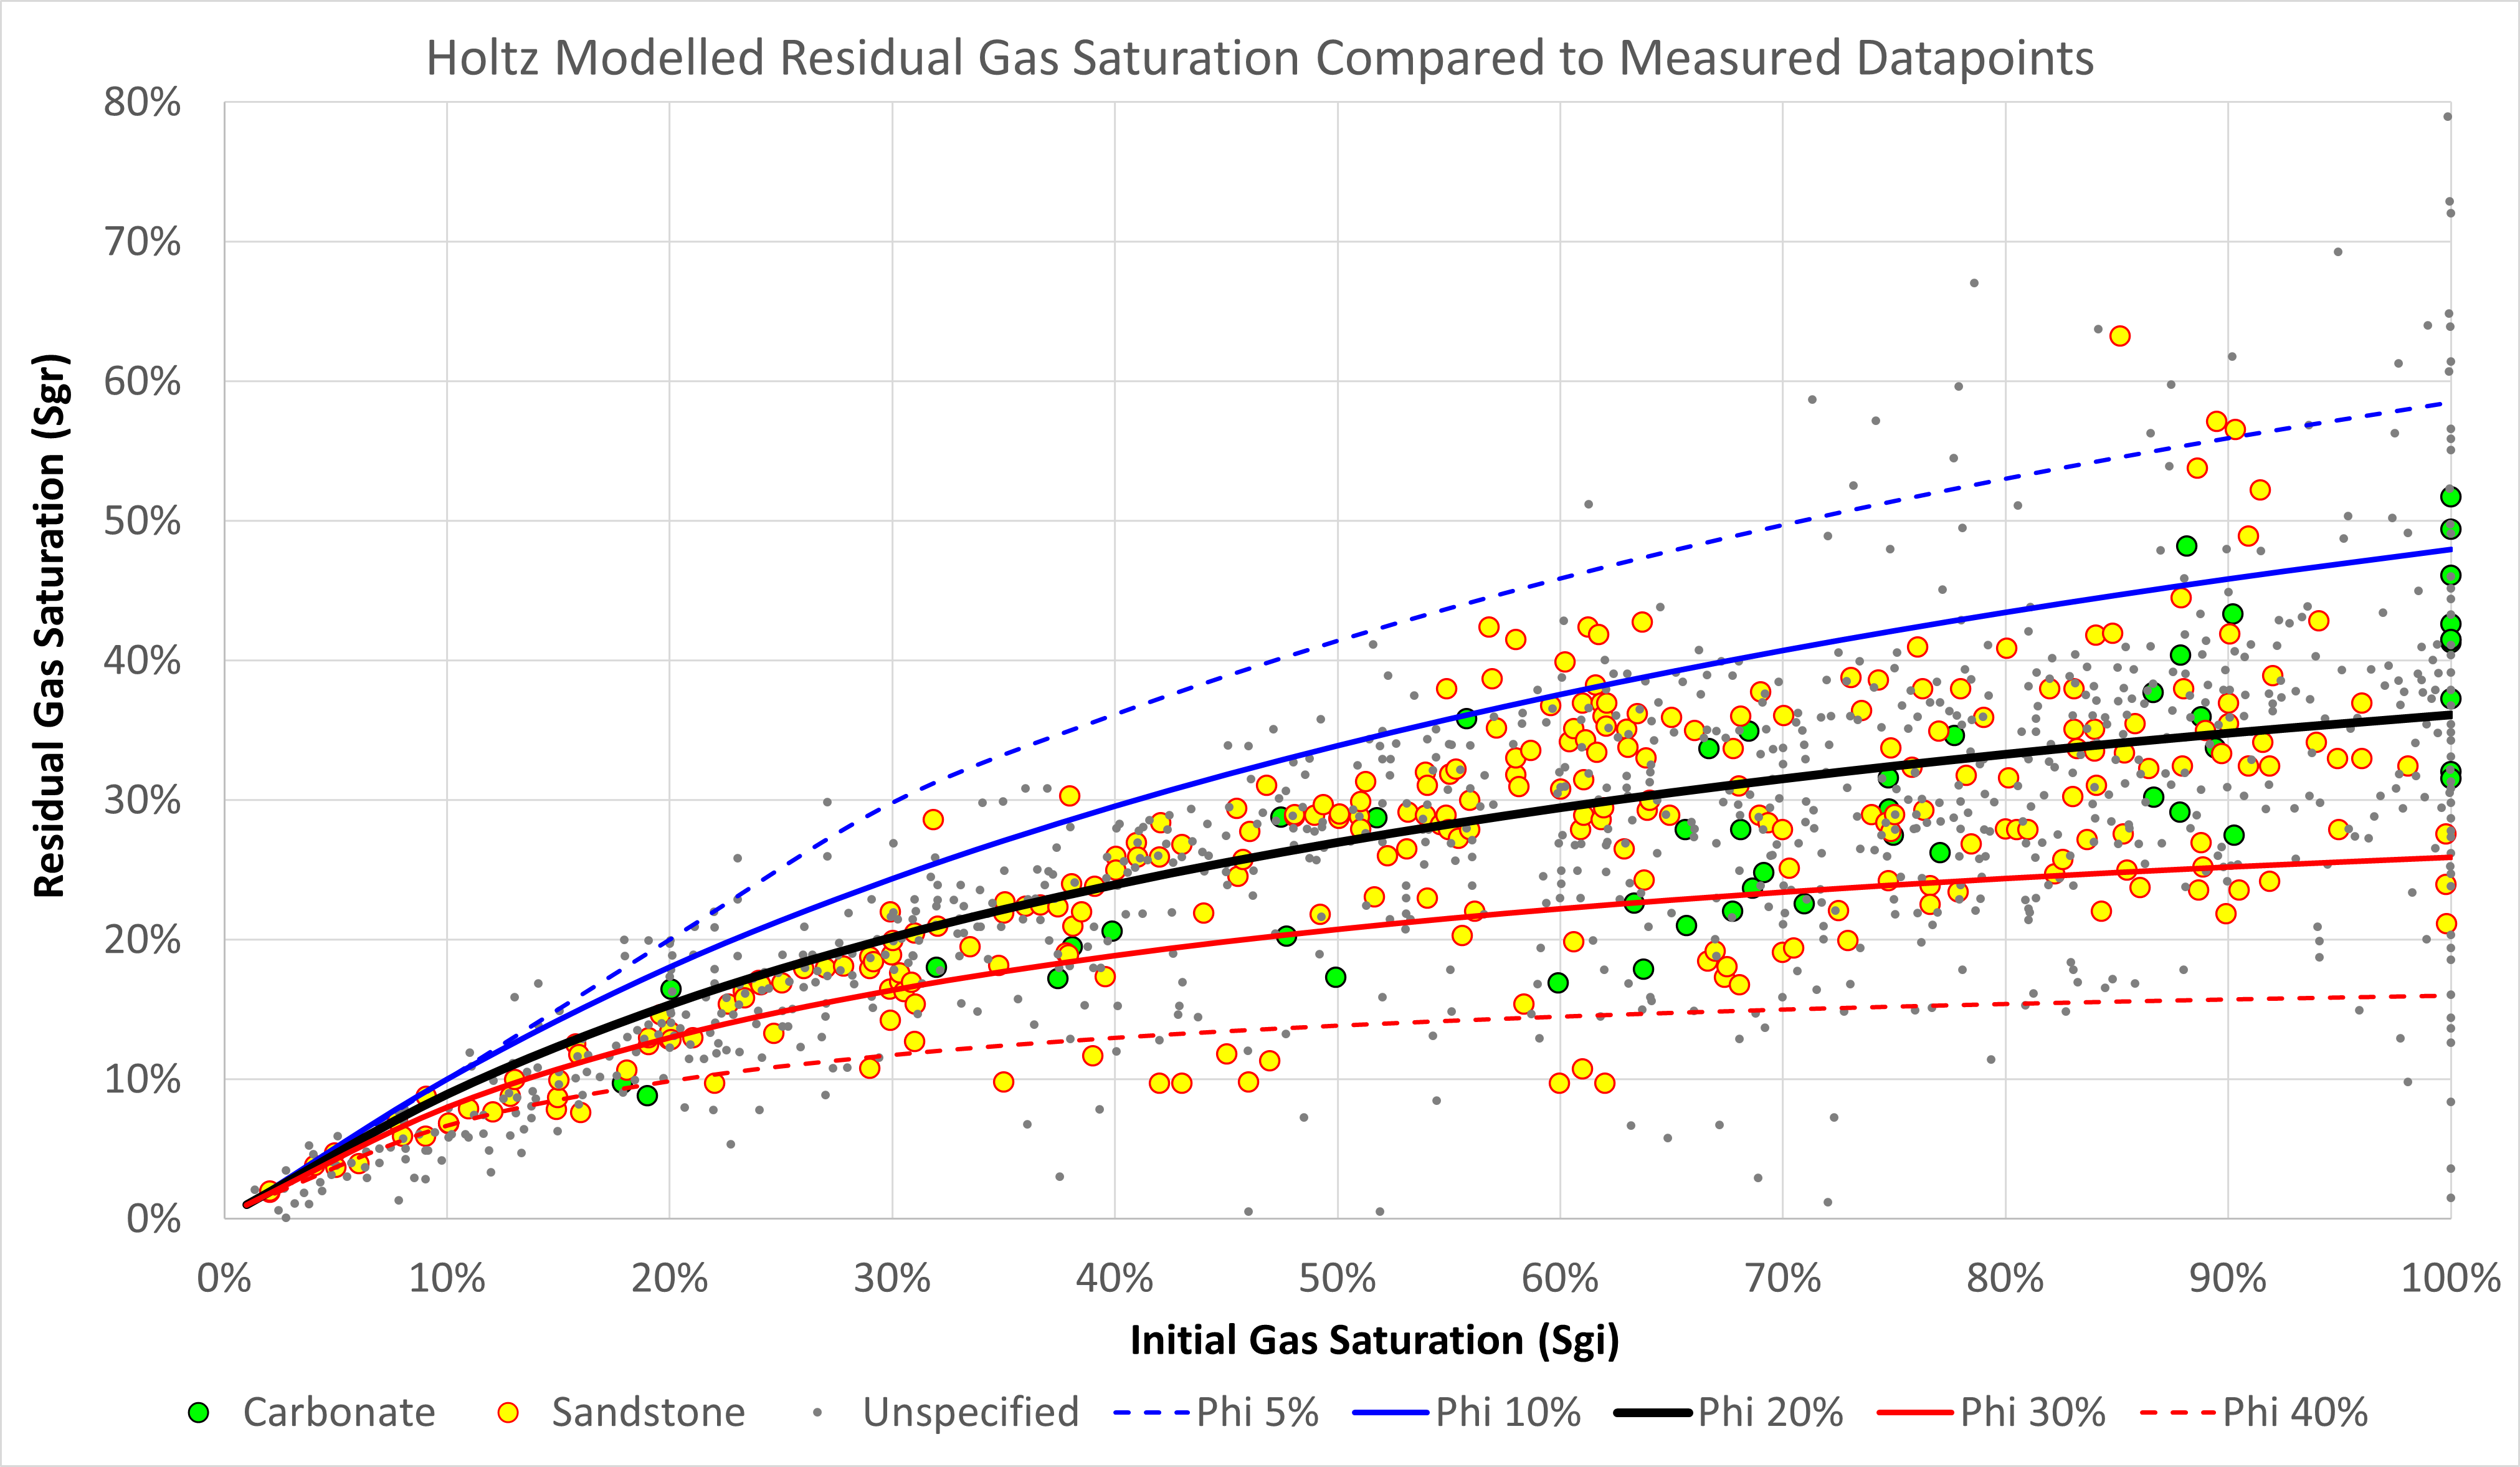 Holtz Modelled Residual Gas Saturation Compared to Measured Datapoints
80%
70%
60%
50%
40%
30%
20%
10%
0%
Residual Gas Saturation (Sgr)
0% 10% 20% 30% 40% 50% 60% 70% 80% 90% 100%
Initial Gas Saturation (Sgi)
Carbonate Sandstone Unspecified Phi 5% Phi 10% Phi 20% Phi 30% Phi 40%